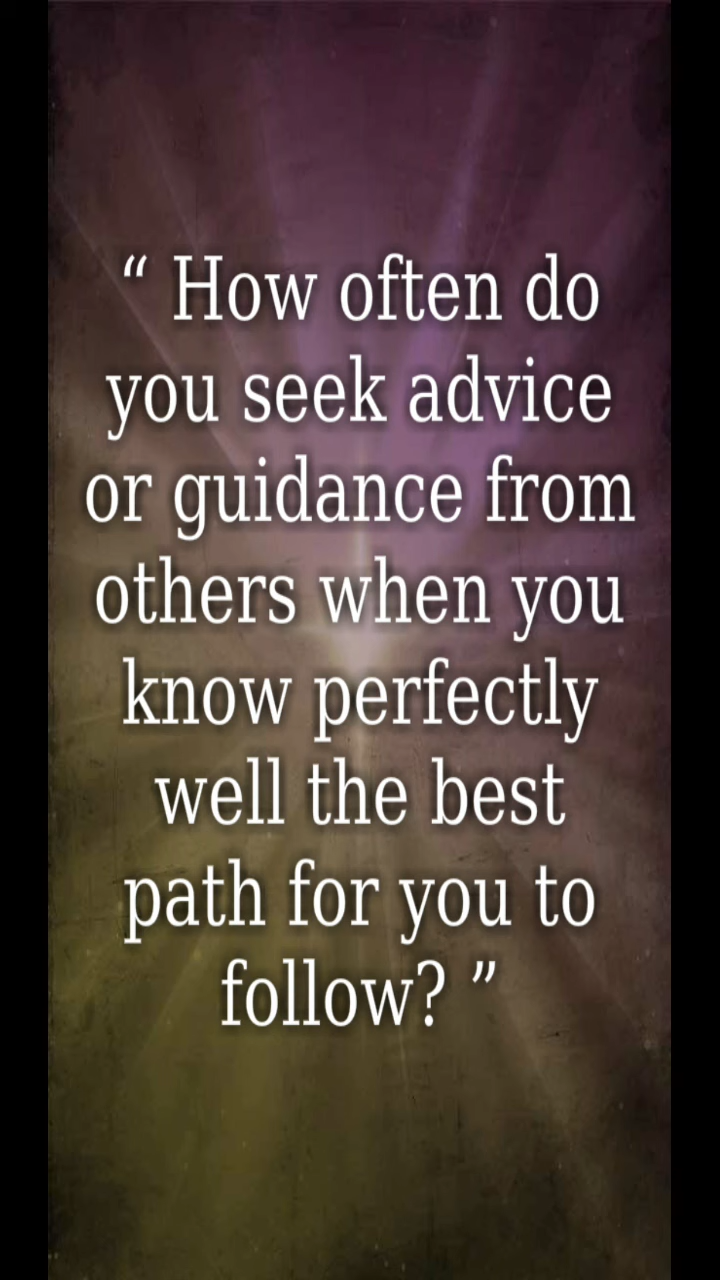 “ How often do
you seek advice
or guidance from
others when you
know perfectly
well the best
path for you to
follow? ”